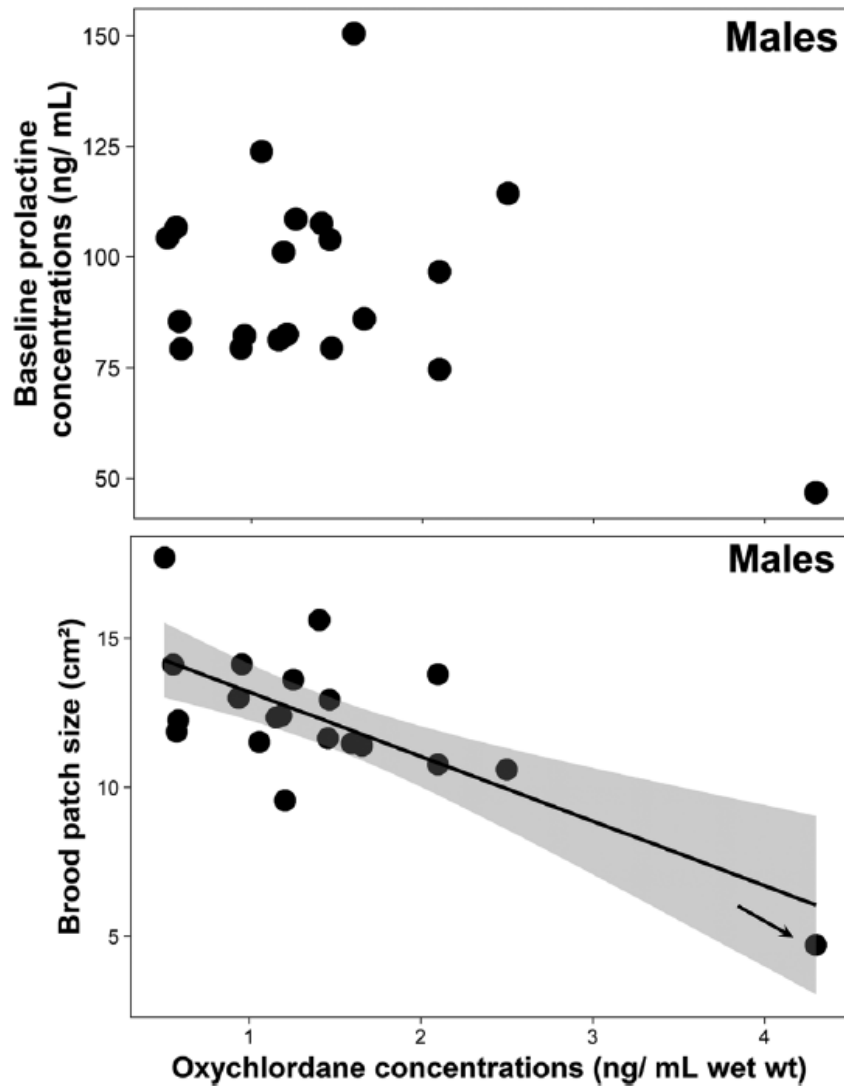 Males
Baseline prolactine
concentrations (ng/ mL)
150
125
100
75
50
Males
Brood patch size (cm²)
15
10
5
1 2 3 4
Oxychlordane concentrations (ng/ mL wet wt)